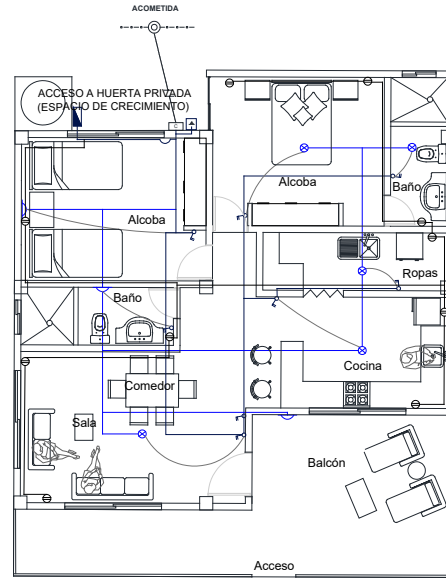 ACOMETIDA
ACCESO A HUERTA PRIVADA
(ESPACIO DE CRECIMIENTO)
C
Alcoba
Baño
Alcoba
Ropas
Baño
Cocina
Comedor
Sala
Balcón
Acceso